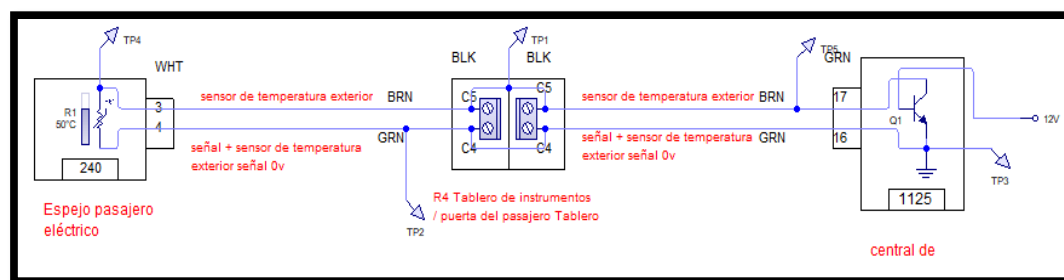 TP4
TP1
TP5
WHT
BLK
BLK
GRN
C5
C5
3
4
R1
50°C
"t°"
sensor de temperatura exterior
BRN
sensor de temperatura exterior
BRN
17
Q1
12V
señal + sensor de temperatura
exterior señal 0v
GRN
C4
C4
señal + sensor de temperatura
exterior señal 0v
GRN
16
TP3
240
1125
Espejo pasajero
eléctrico
TP2
R4 Tablero de instrumentos
/ puerta del pasajero Tablero
central de